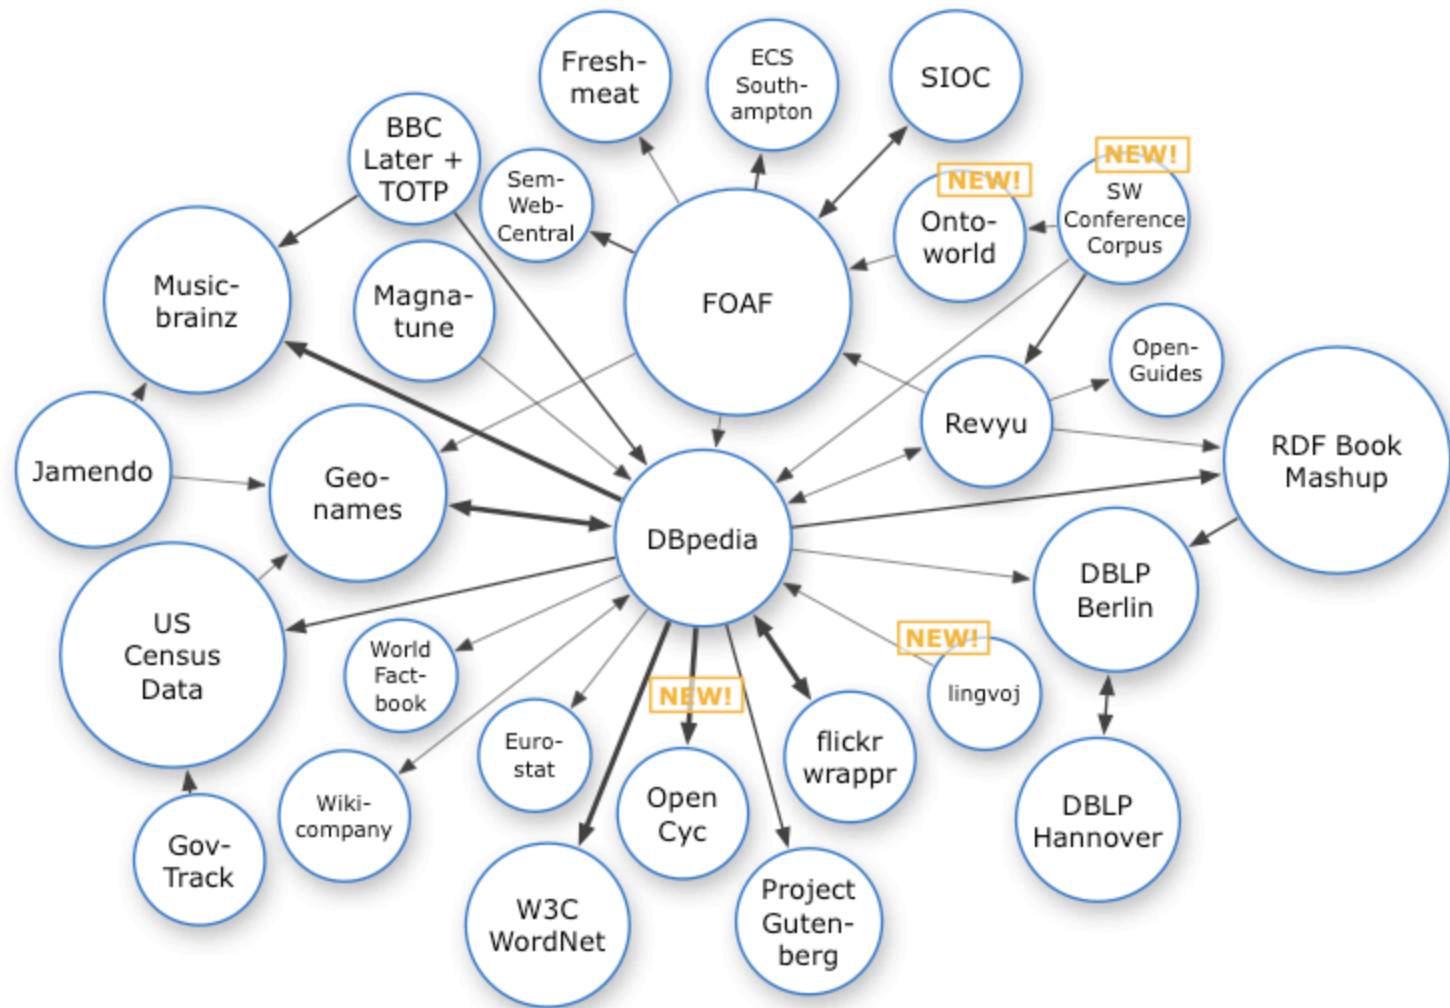 Fresh-
meat
ECS
South-
ampton
SIOC
BBC
Later +
TOTP
NEW!
SW
Conference
Corpus
Sem-
Web-
Central
NEW!
Onto-
world
Music-
brainz
Magna-
tune
FOAF
Open-
Guides
Revyu
RDF Book
Mashup
Jamendo
Geo-
names
DBpedia
DBLP
Berlin
US
Census
Data
World
Fact-
book
NEW!
lingvoj
NEW!
Euro-
stat
flickr
wrappr
Wiki-
company
Open
Cyc
DBLP
Hannover
Gov-
Track
W3C
WordNet
Project
Guten-
berg